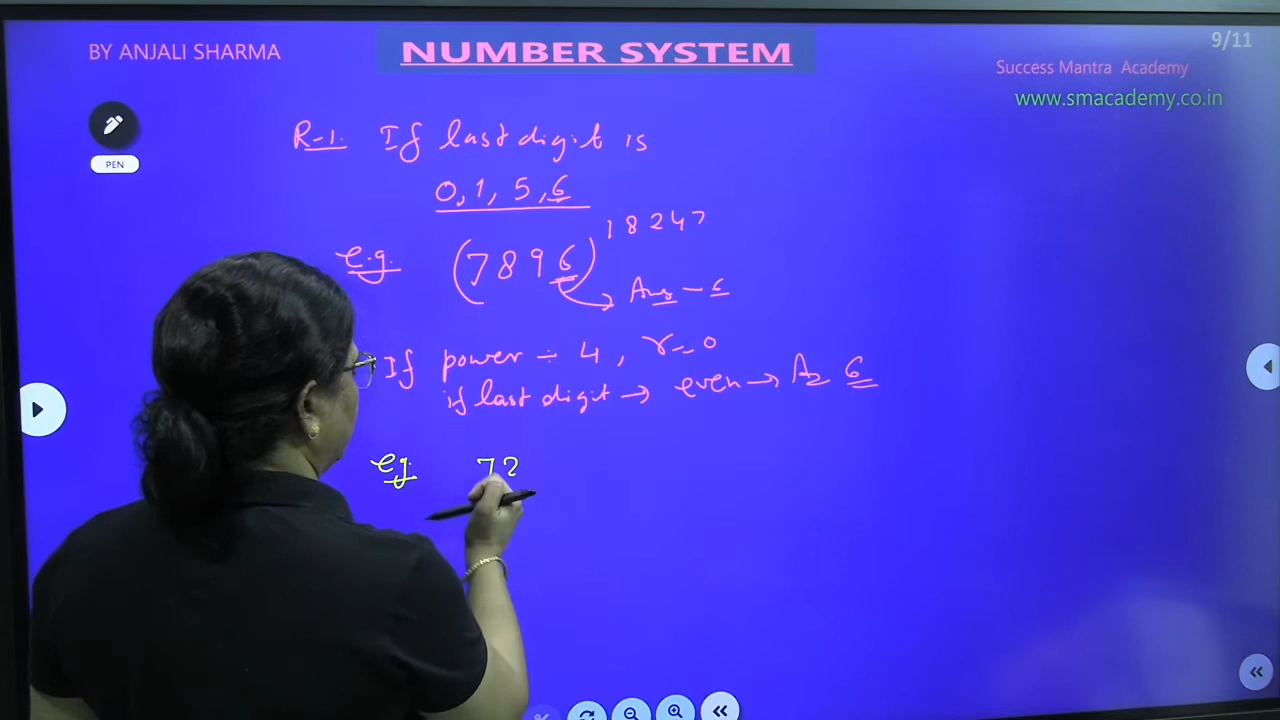 BY ANJALI SHARMA
NUMBER SYSTEM
9/11
Success Mantra Academy
www.smacademy.co.in
PEN
R-1. If last digit is
0, 1, 5, 6
e.g. (7896)^18247
Ans - 6
If power ÷ 4, r = 0
if last digit → even → A = 6
e.g. 72